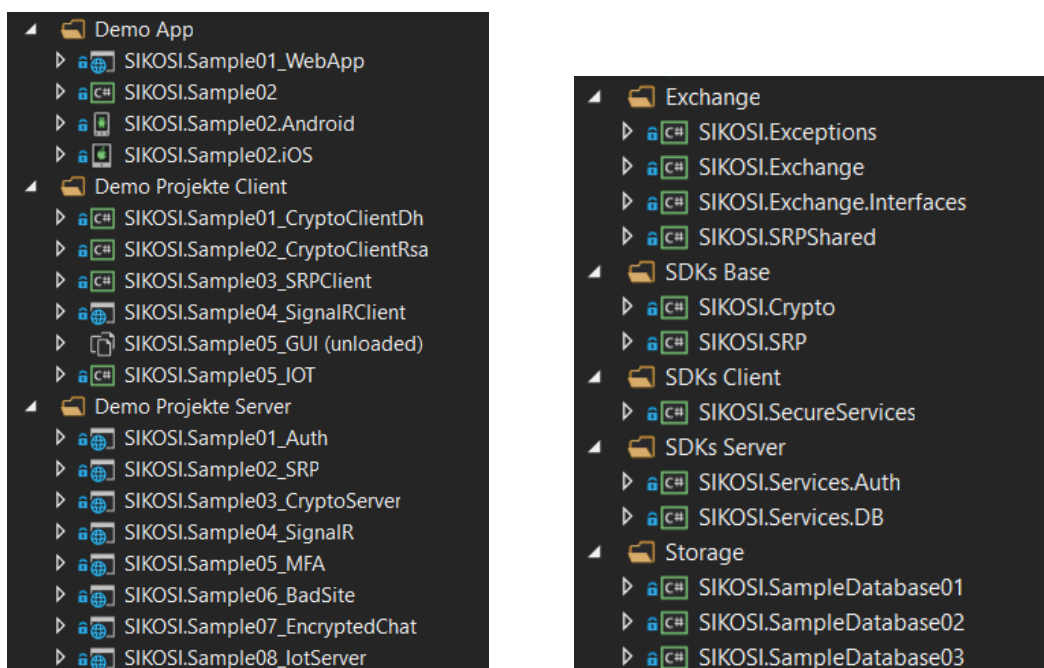 Demo App
SIKOSI.Sample01_WebApp
C# SIKOSI.Sample02
SIKOSI.Sample02.Android
SIKOSI.Sample02.iOS
Demo Projekte Client
C# SIKOSI.Sample01_CryptoClientDh
C# SIKOSI.Sample02_CryptoClientRsa
C# SIKOSI.Sample03_SRPClient
SIKOSI.Sample04_SignalRClient
SIKOSI.Sample05_GUI (unloaded)
C# SIKOSI.Sample05_IOT
Demo Projekte Server
SIKOSI.Sample01_Auth
SIKOSI.Sample02_SRP
SIKOSI.Sample03_CryptoServer
SIKOSI.Sample04_SignalR
SIKOSI.Sample05_MFA
SIKOSI.Sample06_BadSite
SIKOSI.Sample07_EncryptedChat
SIKOSI.Sample08_IotServer
Exchange
C# SIKOSI.Exceptions
C# SIKOSI.Exchange
C# SIKOSI.Exchange.Interfaces
C# SIKOSI.SRPShared
SDKs Base
C# SIKOSI.Crypto
C# SIKOSI.SRP
SDKs Client
C# SIKOSI.SecureServices
SDKs Server
C# SIKOSI.Services.Auth
C# SIKOSI.Services.DB
Storage
C# SIKOSI.SampleDatabase01
C# SIKOSI.SampleDatabase02
C# SIKOSI.SampleDatabase03